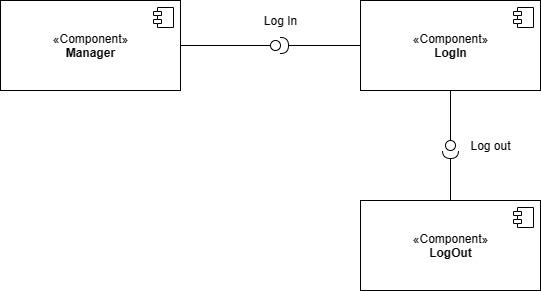 Log In
«Component»
Manager
«Component»
LogIn
Log out
«Component»
LogOut